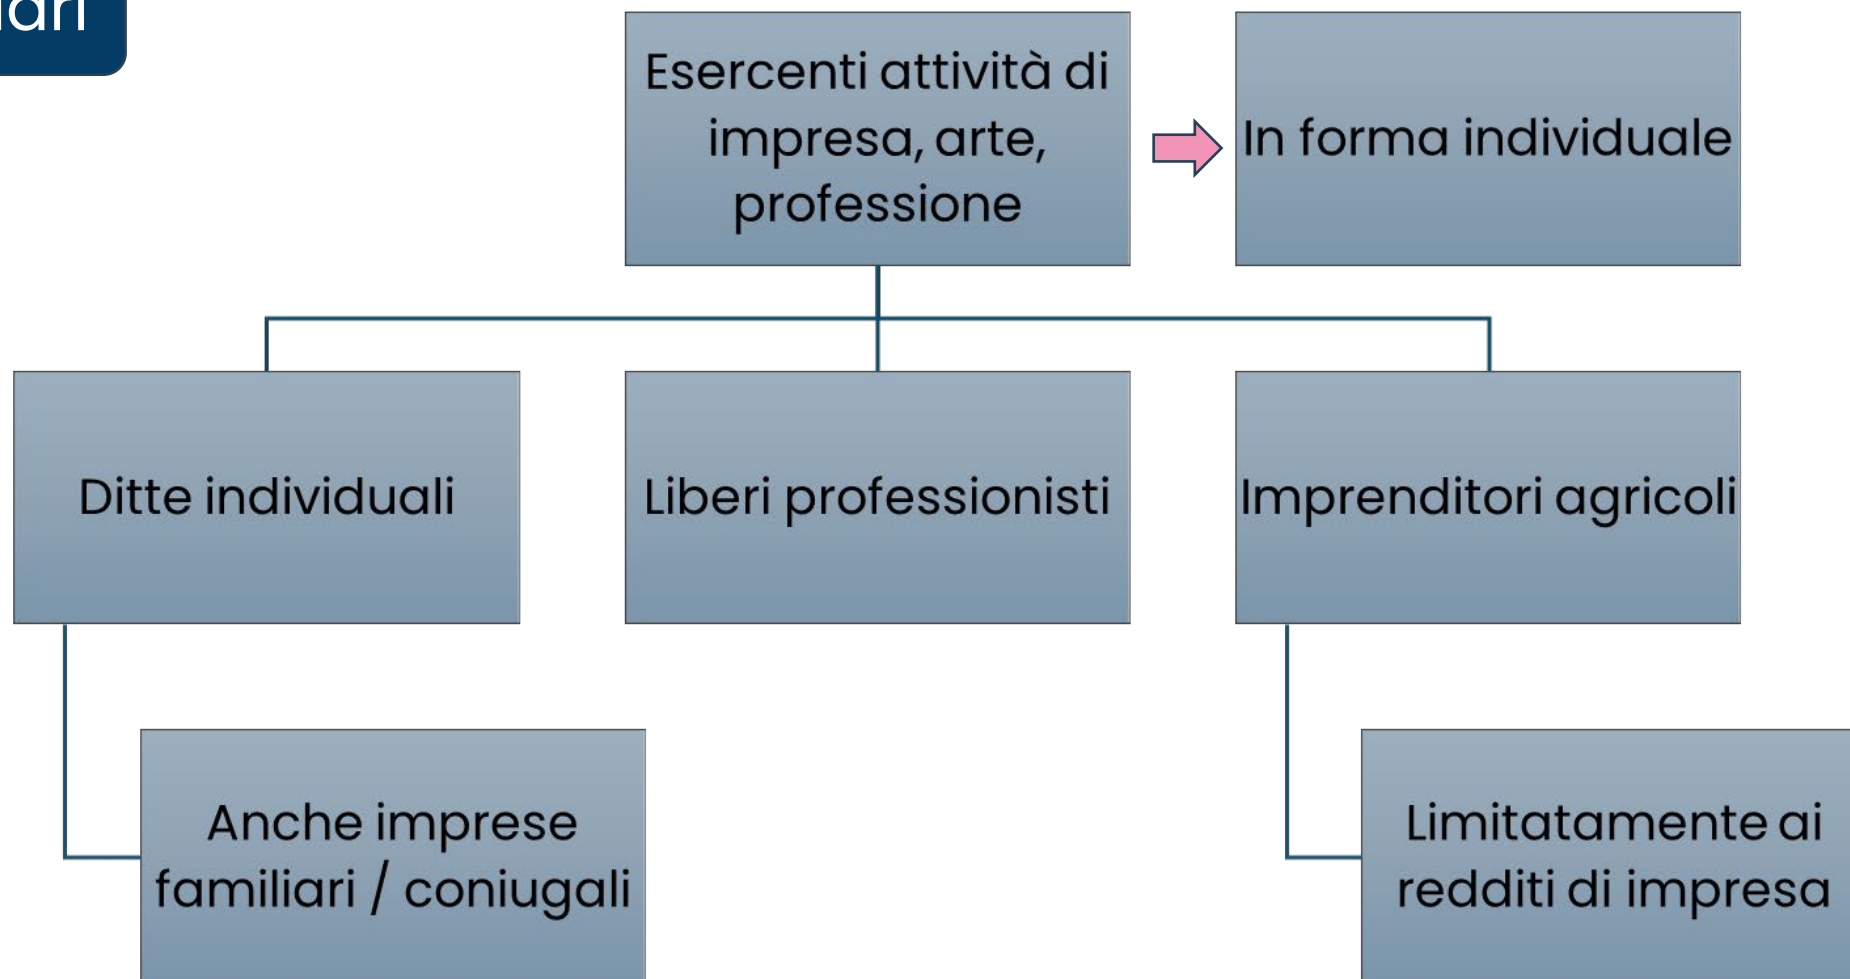 Esercenti attività di
impresa, arte,
professione
In forma individuale
Ditte individuali
Liberi professionisti
Imprenditori agricoli
Anche imprese
familiari / coniugali
Limitatamente ai
redditi di impresa